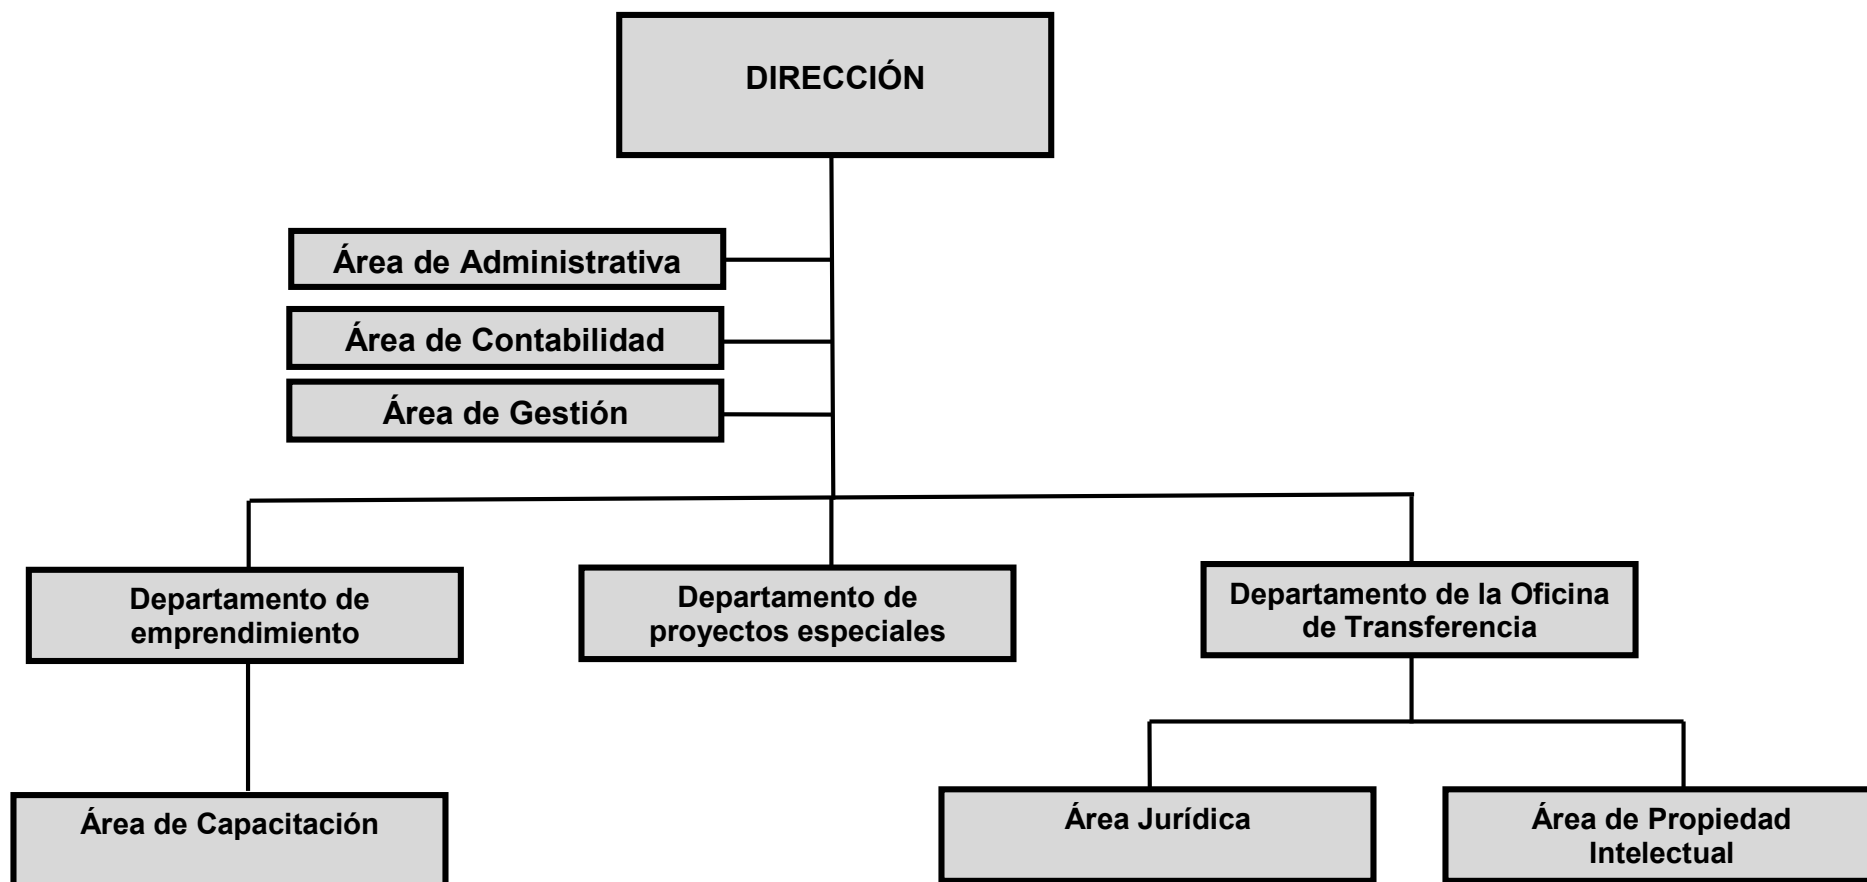 DIRECCIÓN
Área de Administrativa
Área de Contabilidad
Área de Gestión
Departamento de
emprendimiento
Departamento de
proyectos especiales
Departamento de la Oficina
de Transferencia
Área de Capacitación
Área Jurídica
Área de Propiedad
Intelectual